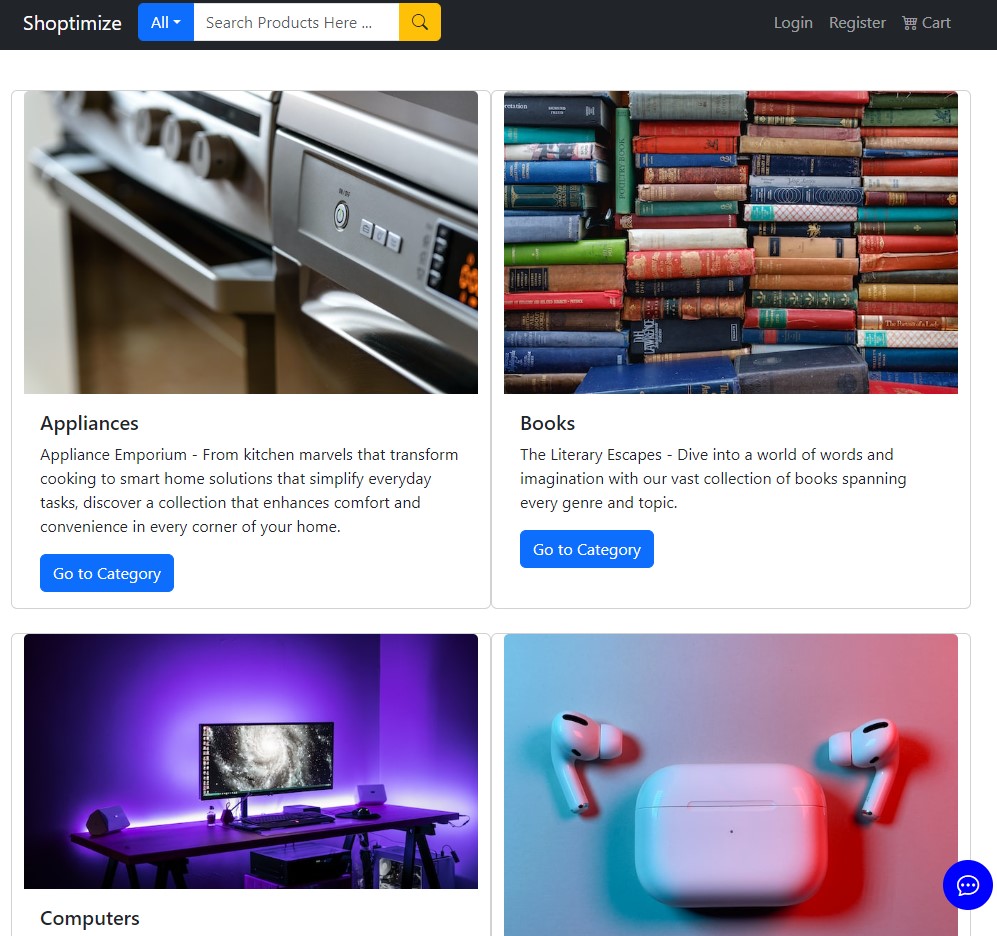 Shoptimize All Search Products Here ... Login Register Cart
Appliances
Appliance Emporium - From kitchen marvels that transform
cooking to smart home solutions that simplify everyday
tasks, discover a collection that enhances comfort and
convenience in every corner of your home.
Go to Category
Books
The Literary Escapes - Dive into a world of words and
imagination with our vast collection of books spanning
every genre and topic.
Go to Category
Computers